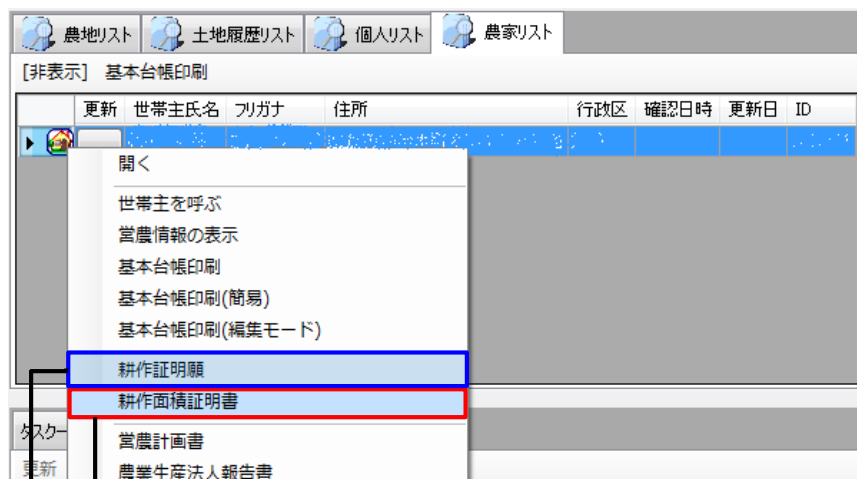 農地リスト 土地履歴リスト 個人リスト 農家リスト
[非表示] 基本台帳印刷
更新 世帯主氏名 フリガナ 住所 行政区 確認日時 更新日 ID
開く
世帯主を呼ぶ
営農情報の表示
基本台帳印刷
基本台帳印刷(簡易)
基本台帳印刷(編集モード)
耕作証明願
耕作面積証明書
営農計画書
農業生産法人報告書
タスク
更新